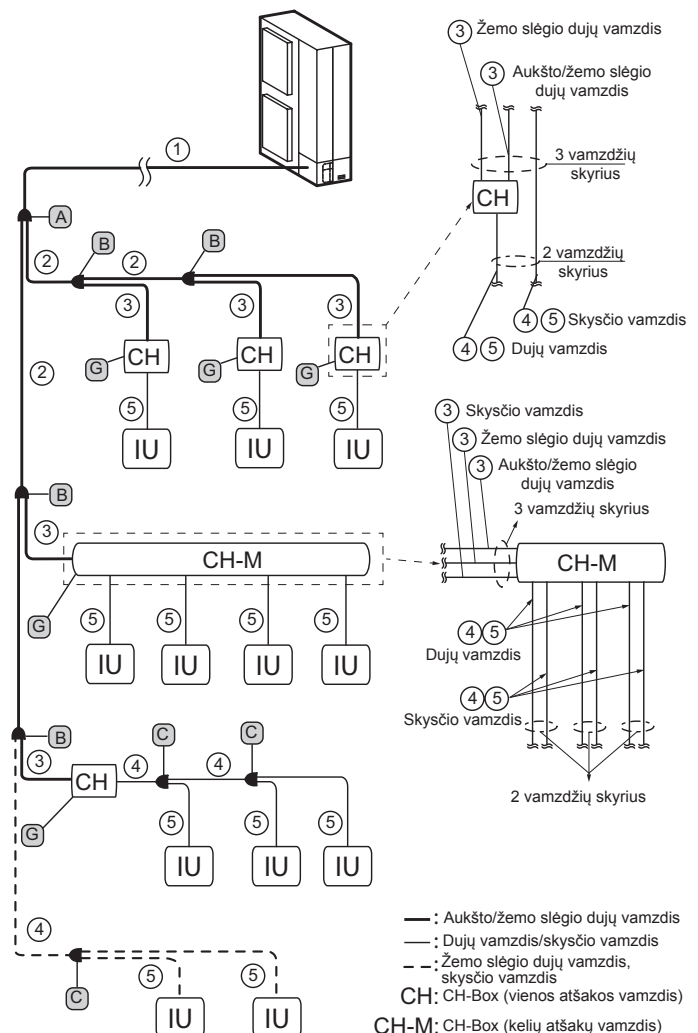 1
A
B
B
2
2
3
3
3
CH
CH
CH
G
G
G
2
5
5
5
IU
IU
IU
B
3
CH-M
G
5
5
5
5
IU
IU
IU
IU
B
C
C
3
CH
4
4
G
5
5
5
IU
IU
IU
4
C
5
5
IU
IU
3 Žemo slėgio dujų vamzdis
3 Aukšto/žemo slėgio
dujų vamzdis
3 vamzdžių
skyrius
CH
2 vamzdžių
skyrius
4 5 Skysčio vamzdis
4 5 Dujų vamzdis
3 Skysčio vamzdis
3 Žemo slėgio dujų vamzdis
3 Aukšto/žemo slėgio
dujų vamzdis
3 vamzdžių skyrius
CH-M
4 5
Dujų vamzdis
4 5
Skysčio vamzdis
2 vamzdžių skyrius
: Aukšto/žemo slėgio dujų vamzdis
: Dujų vamzdis/skysčio vamzdis
: Žemo slėgio dujų vamzdis,
skysčio vamzdis
CH: CH-Box (vienos atšakos vamzdis)
CH-M: CH-Box (kelių atšakų vamzdis)